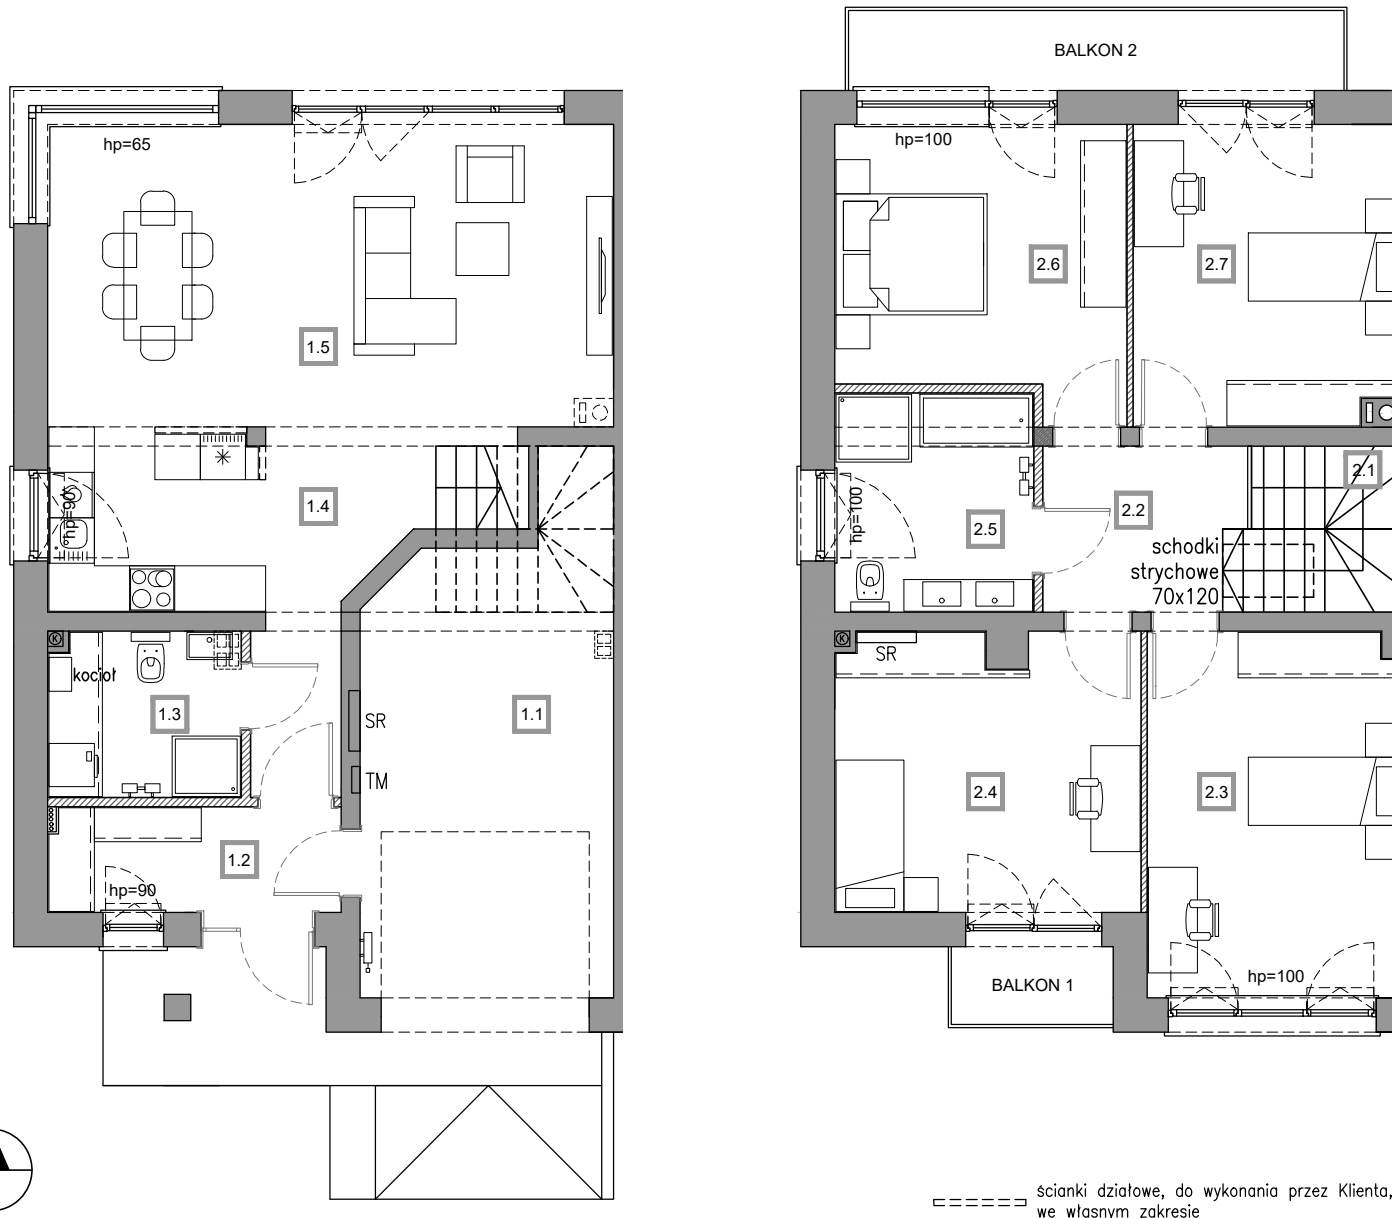 BALKON 2
hp=65
hp=100
2.6
2.7
1.5
hp=90
1.4
hp=100
2.1
2.2
2.5
schodki
strychowe
70x120
K
K
kocioł
SR
1.3
SR
1.1
TM
2.4
2.3
1.2
hp=90
BALKON 1
hp=100
ścianki działowe, do wykonania przez Klienta,
we własnym zakresie